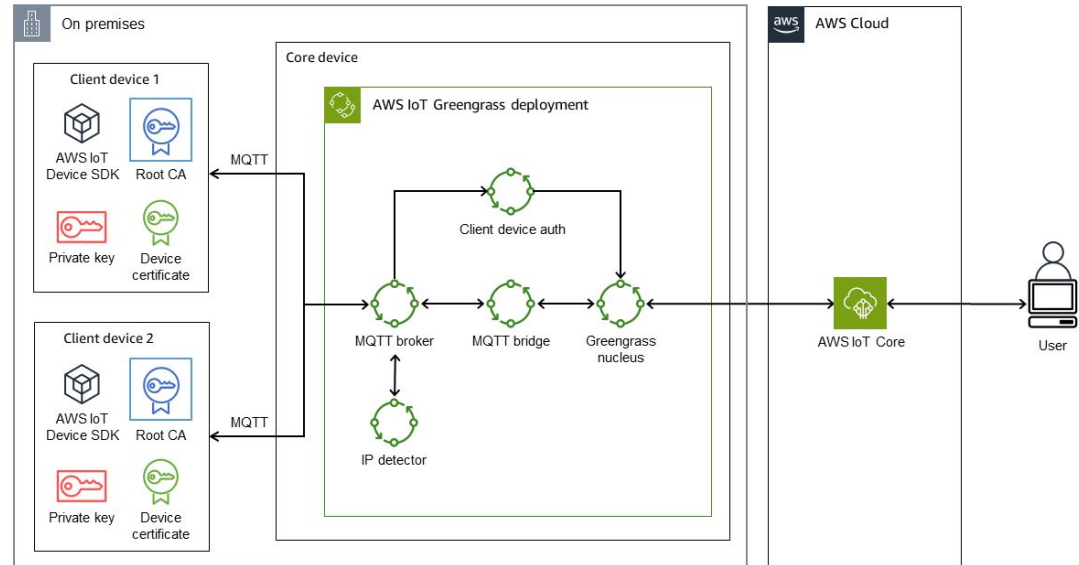 On premises
Client device 1
AWS IoT
Device SDK
Root CA
Private key
Device
certificate
Client device 2
AWS IoT
Device SDK
Root CA
Private key
Device
certificate
MQTT
MQTT
Core device
AWS IoT Greengrass deployment
Client device auth
MQTT broker
MQTT bridge
Greengrass
nucleus
IP detector
aws
AWS Cloud
AWS IoT Core
User